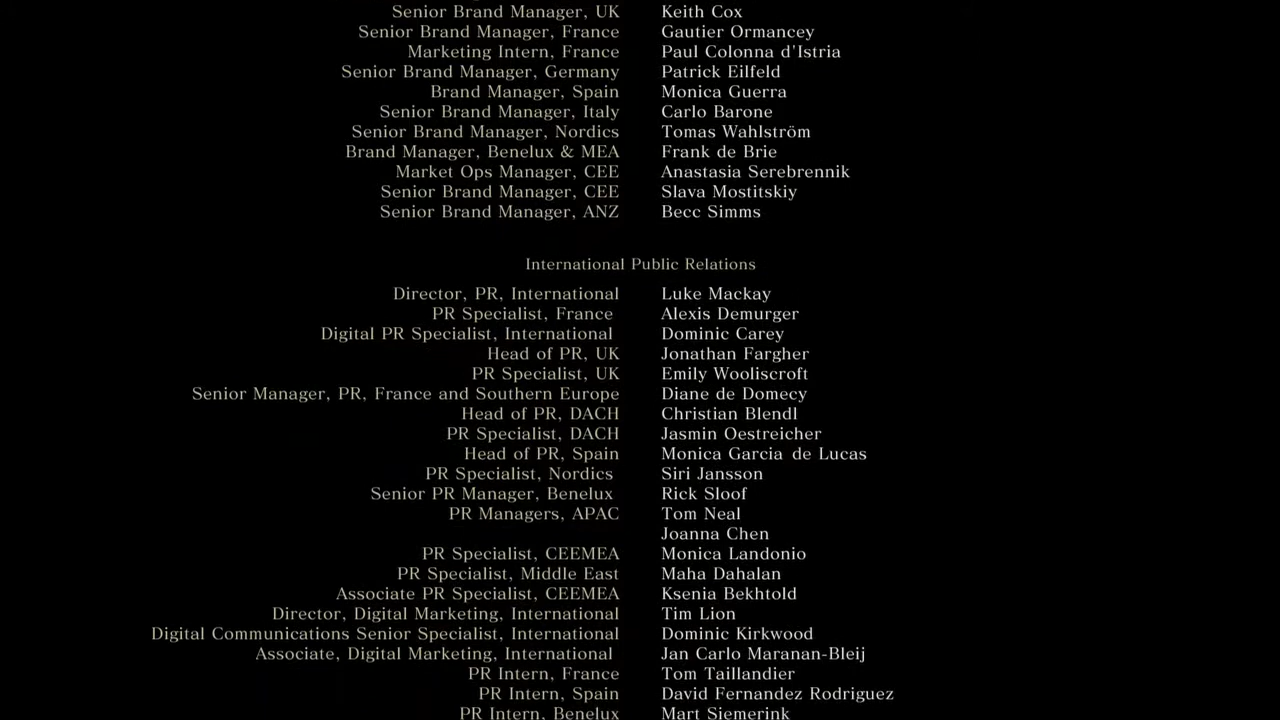 Senior Brand Manager, UK Keith Cox
Senior Brand Manager, France Gautier Ormancey
Marketing Intern, France Paul Colonna d'Istria
Senior Brand Manager, Germany Patrick Eilfeld
Brand Manager, Spain Monica Guerra
Senior Brand Manager, Italy Carlo Barone
Senior Brand Manager, Nordics Tomas Wahlström
Brand Manager, Benelux & MEA Frank de Brie
Market Ops Manager, CEE Anastasia Serebrennik
Senior Brand Manager, CEE Slava Mostitskiy
Senior Brand Manager, ANZ Becc Simms
International Public Relations
Director, PR, International Luke Mackay
PR Specialist, France Alexis Demurger
Digital PR Specialist, International Dominic Carey
Head of PR, UK Jonathan Fargher
PR Specialist, UK Emily Wooliscroft
Senior Manager, PR, France and Southern Europe Diane de Domecy
Head of PR, DACH Christian Blendl
PR Specialist, DACH Jasmin Oestreicher
Head of PR, Spain Monica Garcia de Lucas
PR Specialist, Nordics Siri Jansson
Senior PR Manager, Benelux Rick Sloof
PR Managers, APAC Tom Neal
Joanna Chen
PR Specialist, CEEMEA Monica Landonio
PR Specialist, Middle East Maha Dahalan
Associate PR Specialist, CEEMEA Ksenia Bekhtold
Director, Digital Marketing, International Tim Lion
Digital Communications Senior Specialist, International Dominic Kirkwood
Associate, Digital Marketing, International Jan Carlo Maranan-Bleij
PR Intern, France Tom Taillandier
PR Intern, Spain David Fernandez Rodriguez
PR Intern, Benelux Mart Siemerink